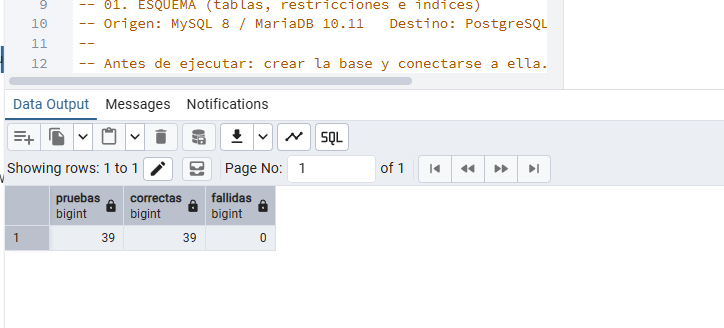 9 -- 01. ESQUEMA (tablas, restricciones e indices)
10 -- Origen: MySQL 8 / MariaDB 10.11 Destino: PostgreSQL
11 --
12 -- Antes de ejecutar: crear la base y conectarse a ella.
Data Output Messages Notifications
SQL
Showing rows: 1 to 1 Page No: 1 of 1
pruebas correctas fallidas
bigint bigint bigint
1 39 39 0